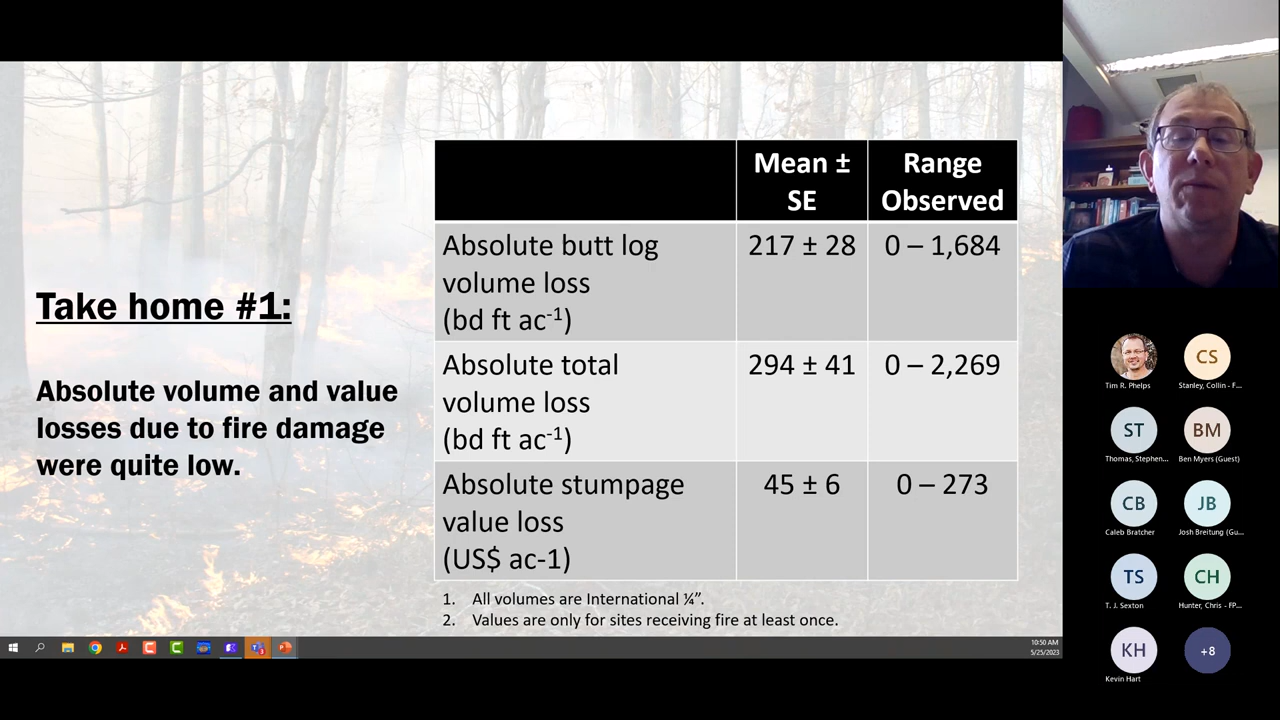 Take home #1:
Absolute volume and value
losses due to fire damage
were quite low.
Mean ±
SE
Range
Observed
Absolute butt log
volume loss
(bd ft ac-1)
217 ± 28
0 – 1,684
Absolute total
volume loss
(bd ft ac-1)
294 ± 41
0 – 2,269
Absolute stumpage
value loss
(US$ ac-1)
45 ± 6
0 – 273
1. All volumes are International ¼”.
2. Values are only for sites receiving fire at least once.
10:50 AM
5/25/2023
Tim R. Phelps
CS
Stanley, Collin - F...
ST
Thomas, Stephen...
BM
Ben Myers (Guest)
CB
Caleb Bratcher
JB
Josh Breitung (Gu...
TS
T. J. Sexton
CH
Hunter, Chris - FP...
KH
Kevin Hart
+8